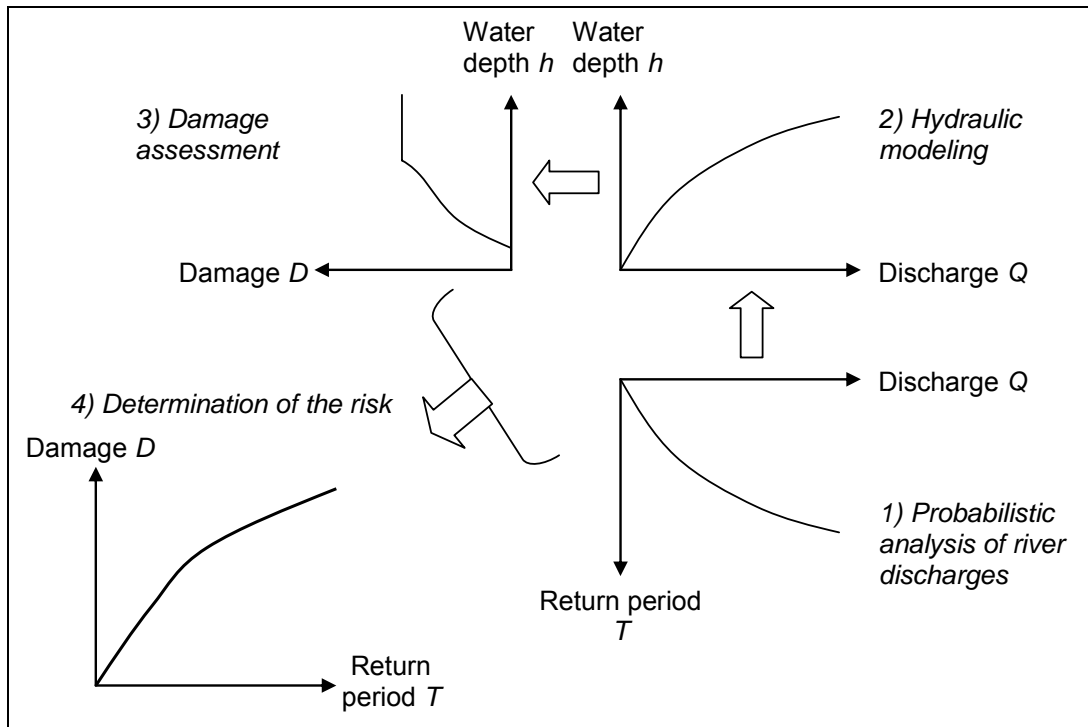 Water
depth h
Water
depth h
3) Damage
assessment
2) Hydraulic
modeling
Damage D
Discharge Q
Discharge Q
4) Determination of the risk
Damage D
1) Probabilistic
analysis of river
discharges
Return period
T
Return
period T